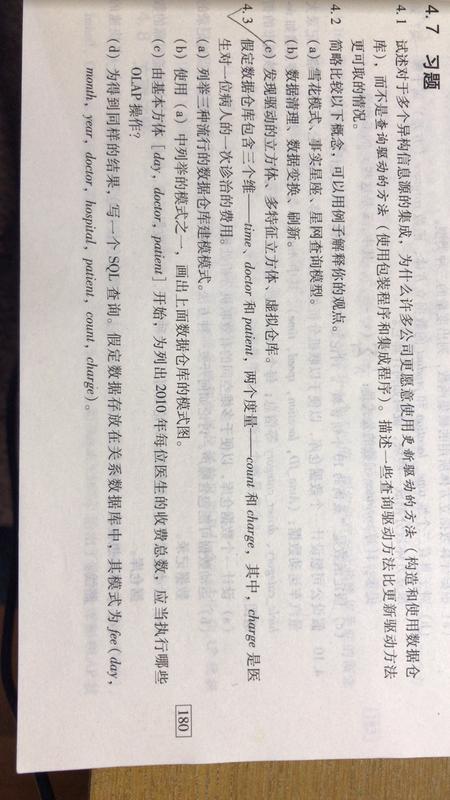 4.7 习题
4.1 试述对于多个异构信息源的集成，为什么许多公司更愿意使用更新驱动的方法（构造和使用数据仓
库），而不是查询驱动的方法（使用包装程序和集成程序）。描述一些查询驱动方法比更新驱动方法
更可取的情况。
4.2 简略比较以下概念，可以用例子解释你的观点。
(a) 雪花模式、事实星座、星网查询模型。
(b) 数据清理、数据变换、刷新。
(c) 发现驱动的立方体、多特征立方体、虚拟仓库。
4.3 假定数据仓库包含三个维——time、doctor 和 patient，两个度量——count 和 charge，其中，charge 是医
生对一位病人的一次诊治的费用。
(a) 列举三种流行的数据仓库建模模式。
(b) 使用（a）中列举的模式之一，画出上面数据仓库的模式图。
180
(c) 由基本方体［day, doctor, patient］开始，为列出 2010 年每位医生的收费总数，应当执行哪些
OLAP 操作？
(d) 为得到同样的结果，写一个 SQL 查询。假定数据存放在关系数据库中，其模式为 fee(day,
month, year, doctor, hospital, patient, count, charge)。